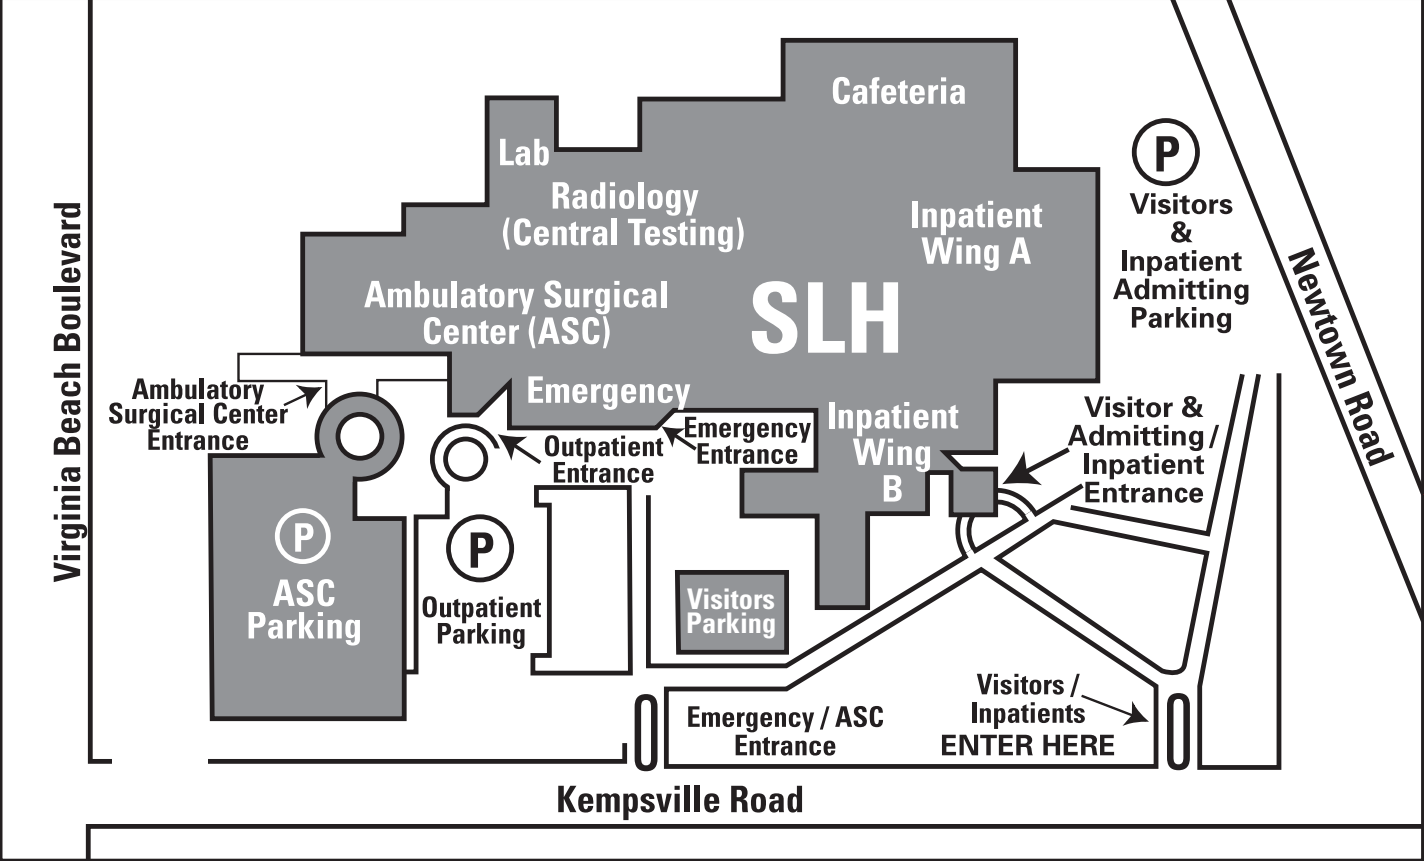 Cafeteria
Lab
P
Radiology
(Central Testing)
Visitors
&
Inpatient
Admitting
Parking
Inpatient
Wing A
Virginia Beach Boulevard
Newtown Road
Ambulatory Surgical
Center (ASC)
SLH
Emergency
Ambulatory
Surgical Center
Entrance
Outpatient
Entrance
Emergency
Entrance
Inpatient
Wing
B
Visitor &
Admitting /
Inpatient
Entrance
P
ASC
Parking
P
Outpatient
Parking
Visitors
Parking
Emergency / ASC
Entrance
Visitors /
Inpatients
ENTER HERE
Kempsville Road